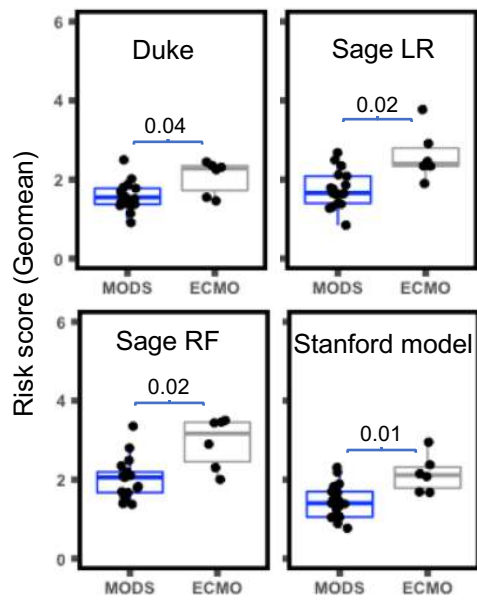 Risk score (Geomean)
6
4
2
0
Duke
0.04
MODS
ECMO
Sage LR
0.02
MODS
ECMO
6
4
2
0
Sage RF
0.02
MODS
ECMO
Stanford model
0.01
MODS
ECMO